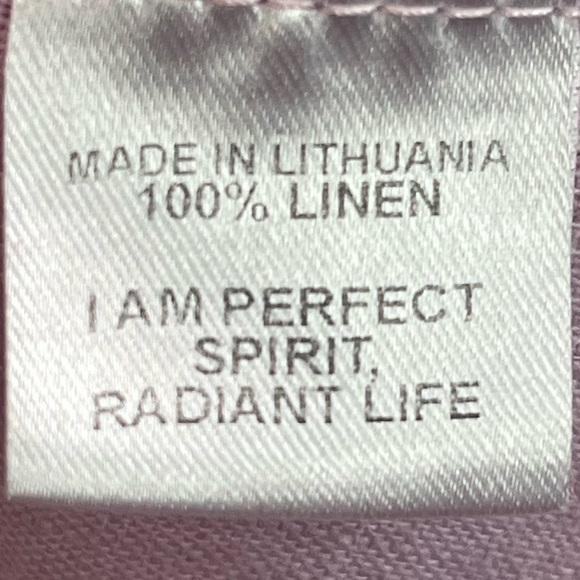 MADE IN LITHUANIA
100% LINEN
I AM PERFECT
SPIRIT,
RADIANT LIFE